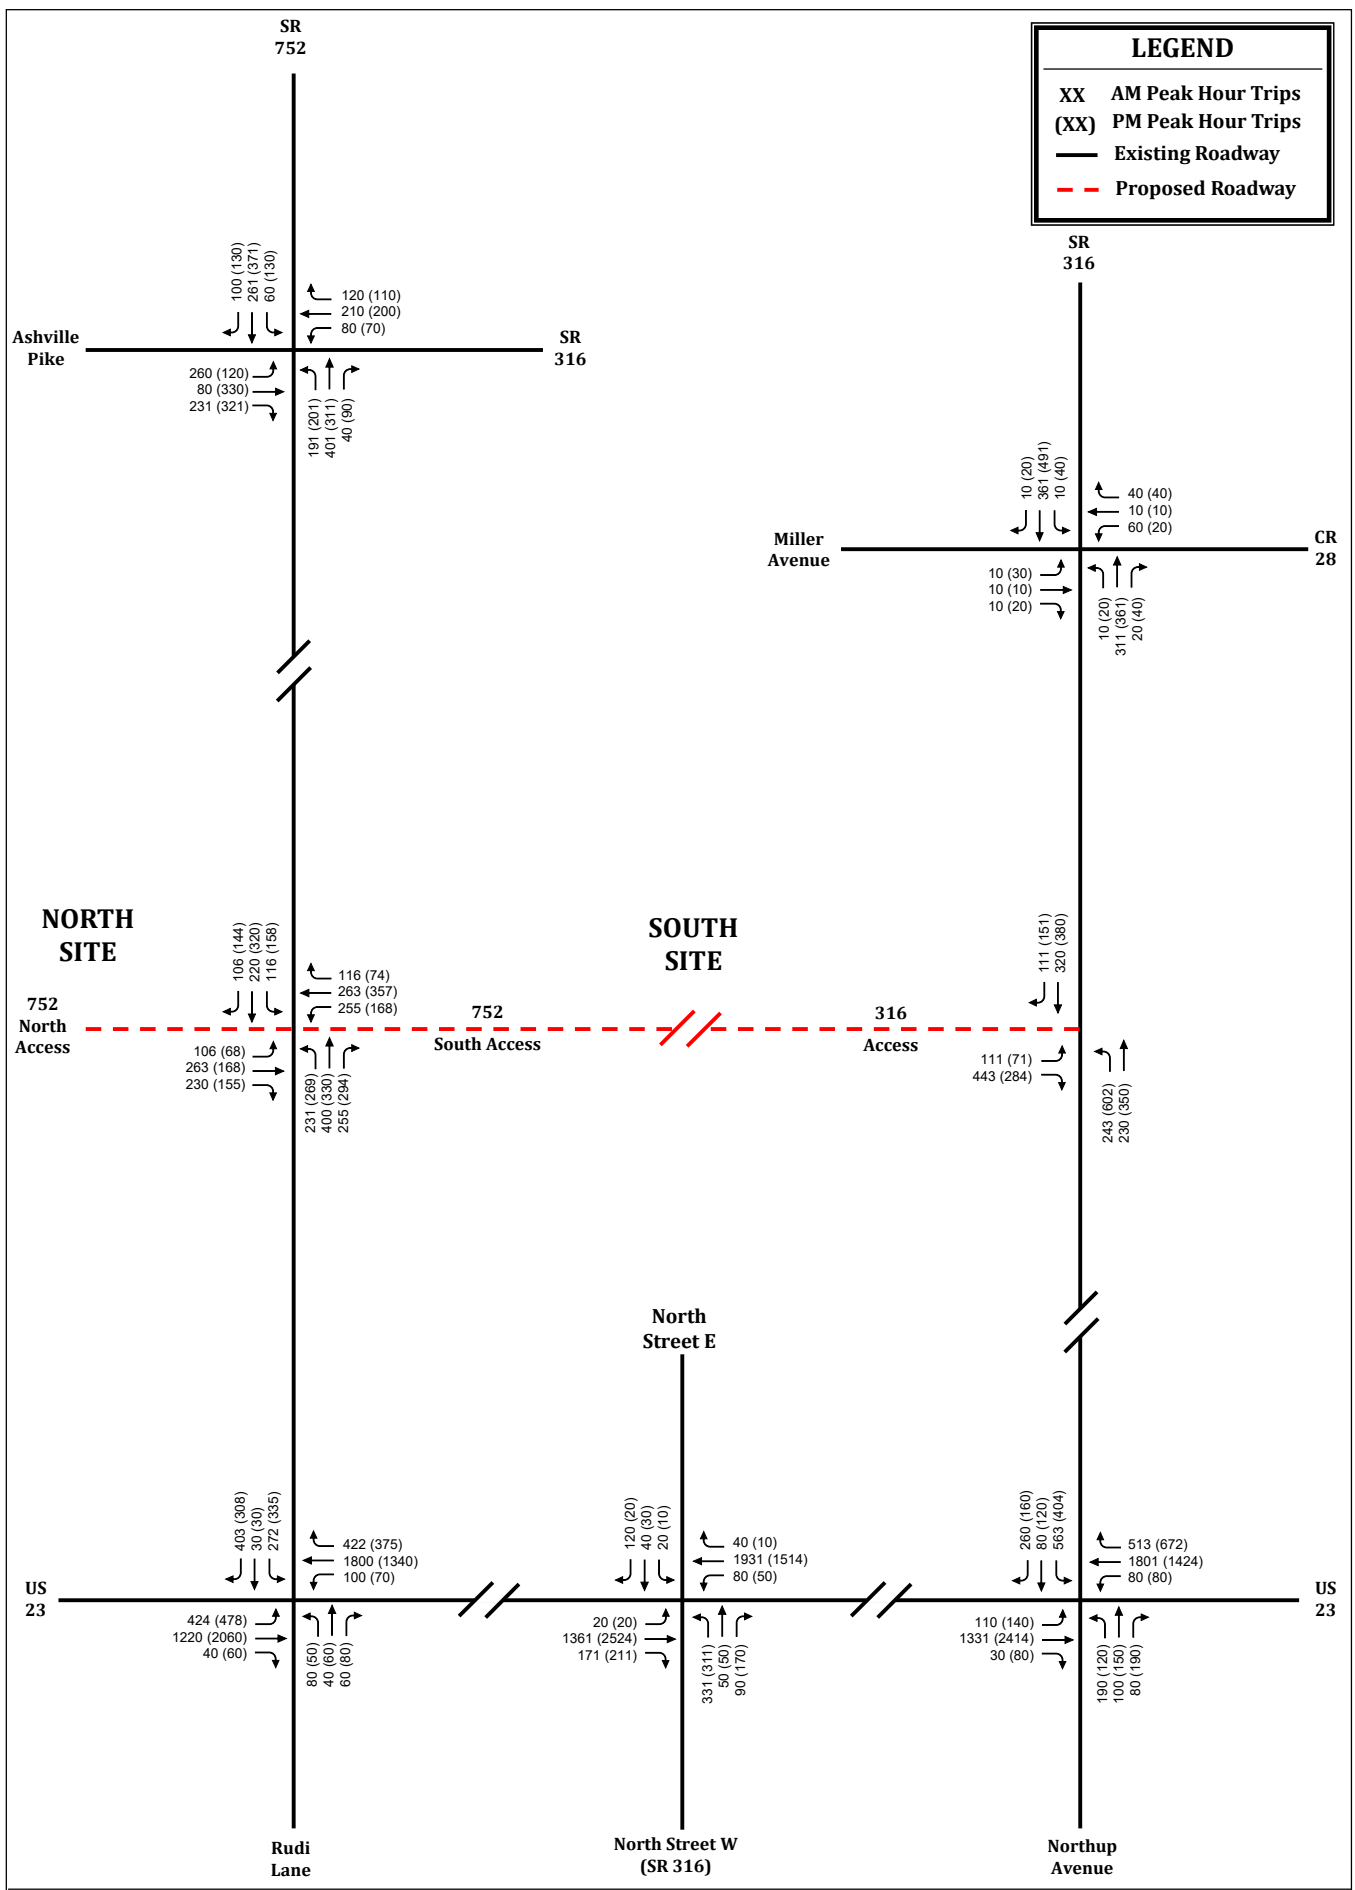 SR
752
LEGEND
XX AM Peak Hour Trips
(XX) PM Peak Hour Trips
Existing Roadway
Proposed Roadway
SR
316
100 (130)
261 (371)
60 (130)
120 (110)
210 (200)
80 (70)
Ashville
Pike
SR
316
260 (120)
80 (330)
231 (321)
191 (201)
401 (311)
40 (90)
10 (20)
361 (491)
10 (40)
40 (40)
10 (10)
60 (20)
Miller
Avenue
CR
28
10 (30)
10 (10)
10 (20)
10 (20)
311 (361)
20 (40)
NORTH
SITE
SOUTH
SITE
106 (144)
220 (320)
116 (158)
116 (74)
263 (357)
255 (168)
111 (151)
320 (380)
752
North
Access
752
South Access
316
Access
106 (68)
263 (168)
230 (155)
231 (269)
400 (330)
255 (294)
111 (71)
443 (284)
243 (602)
230 (350)
North
Street E
403 (308)
30 (30)
272 (335)
422 (375)
1800 (1340)
100 (70)
120 (20)
40 (30)
20 (10)
40 (10)
1931 (1514)
80 (50)
260 (160)
80 (120)
563 (404)
513 (672)
1801 (1424)
80 (80)
US
23
US
23
424 (478)
1220 (2060)
40 (60)
80 (50)
40 (60)
60 (80)
20 (20)
1361 (2524)
171 (211)
331 (311)
50 (50)
90 (170)
110 (140)
1331 (2414)
30 (80)
190 (120)
100 (150)
80 (190)
Rudi
Lane
North Street W
(SR 316)
Northup
Avenue